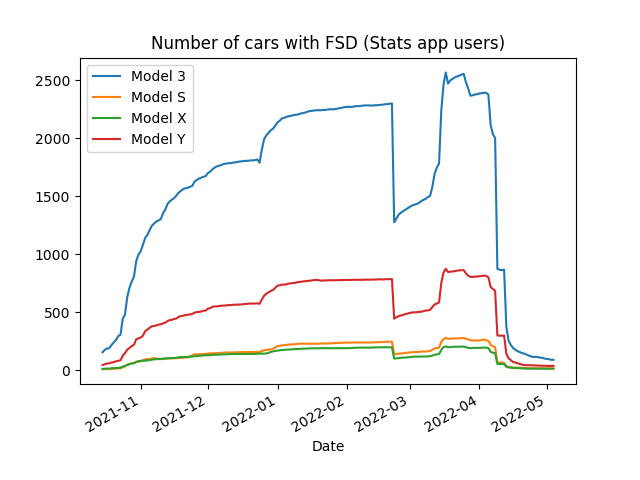 Number of cars with FSD (Stats app users)
Model 3
Model S
Model X
Model Y
2500
2000
1500
1000
500
0
2021-11
2021-12
2022-01
2022-02
2022-03
2022-04
2022-05
Date